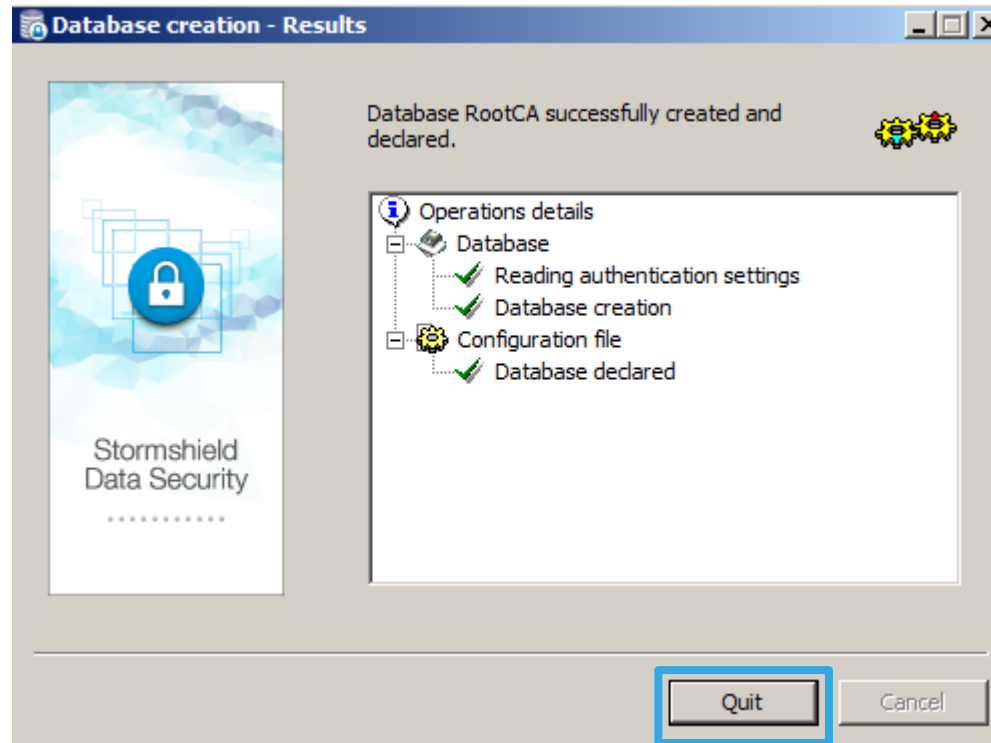 Database creation - Results
Database RootCA successfully created and
declared.
Operations details
Database
Reading authentication settings
Database creation
Configuration file
Database declared
Stormshield
Data Security
Quit
Cancel